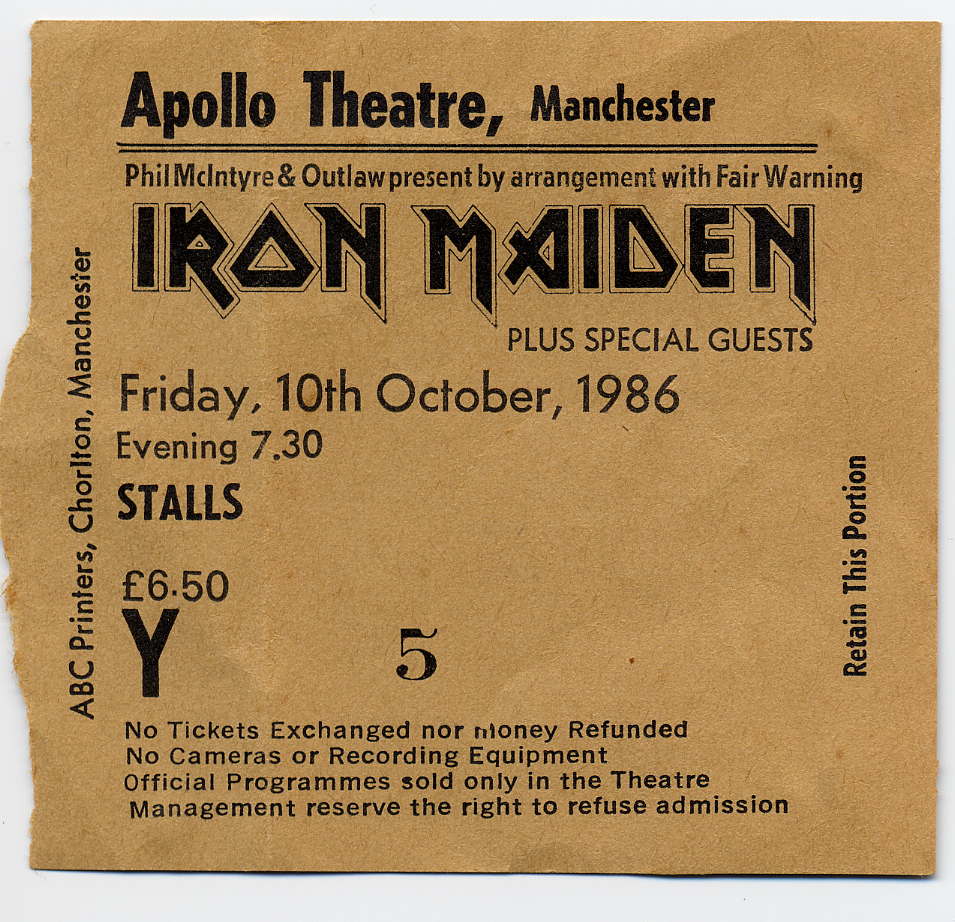 Apollo Theatre, Manchester
Phil McIntyre & Outlaw present by arrangement with Fair Warning
IRON MAIDEN
PLUS SPECIAL GUESTS
Friday, 10th October, 1986
Evening 7.30
STALLS
£6.50
Y 5
No Tickets Exchanged nor Money Refunded
No Cameras or Recording Equipment
Official Programmes sold only in the Theatre
Management reserve the right to refuse admission
ABC Printers, Chorlton, Manchester
Retain This Portion